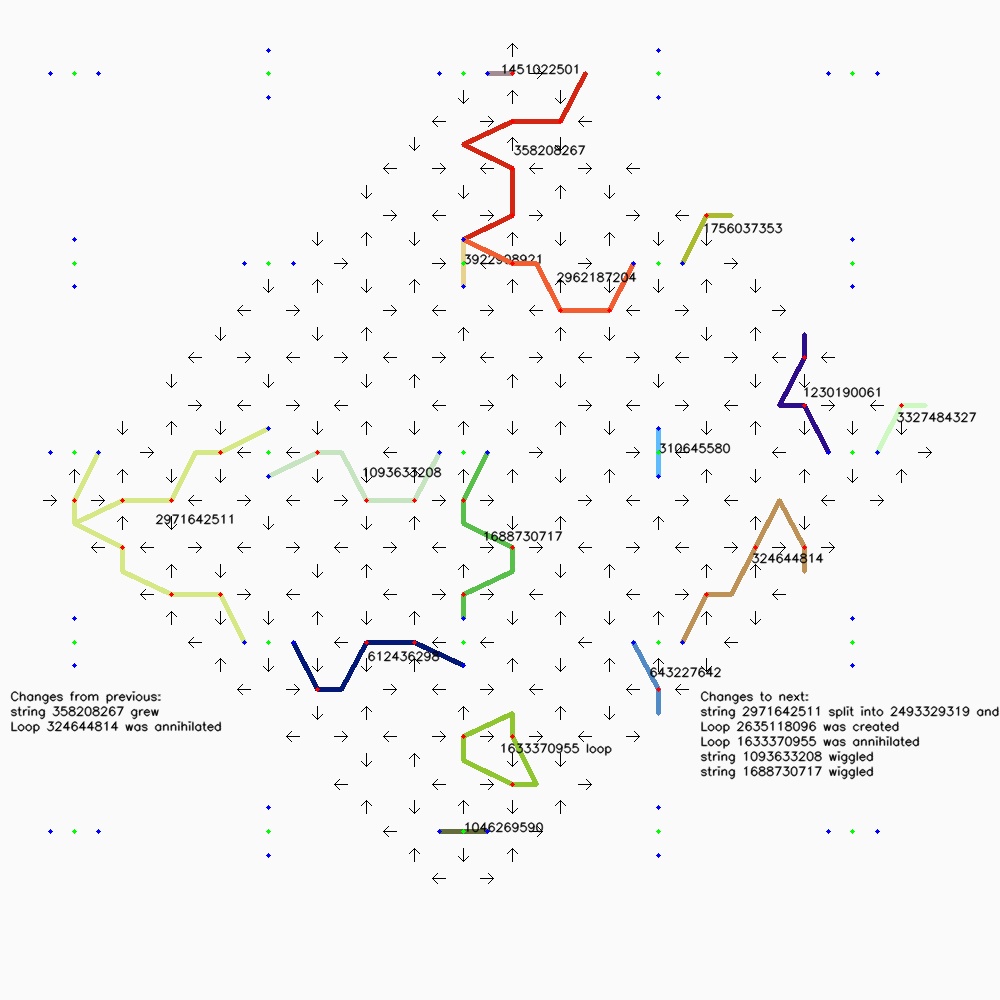 1451022501
358208267
1756037353
3922908921
2962187204
1230190061
3327484327
310645580
1093633208
2971642511
1688730717
324644814
612436298
643227642
Changes from previous:
string 358208267 grew
Loop 324644814 was annihilated
Changes to next:
string 2971642511 split into 2493329319 and
Loop 2635118096 was created
Loop 1633370955 was annihilated
string 1093633208 wiggled
string 1688730717 wiggled
1633370955 loop
1046269590